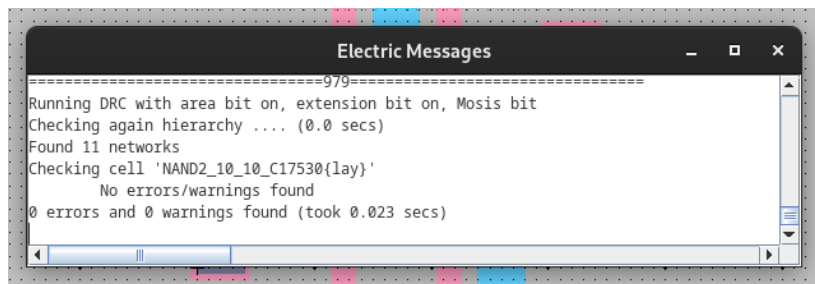 Electric Messages
=================================979=================================
Running DRC with area bit on, extension bit on, Mosis bit
Checking again hierarchy .... (0.0 secs)
Found 11 networks
Checking cell 'NAND2_10_10_C17530{lay}'
No errors/warnings found
0 errors and 0 warnings found (took 0.023 secs)